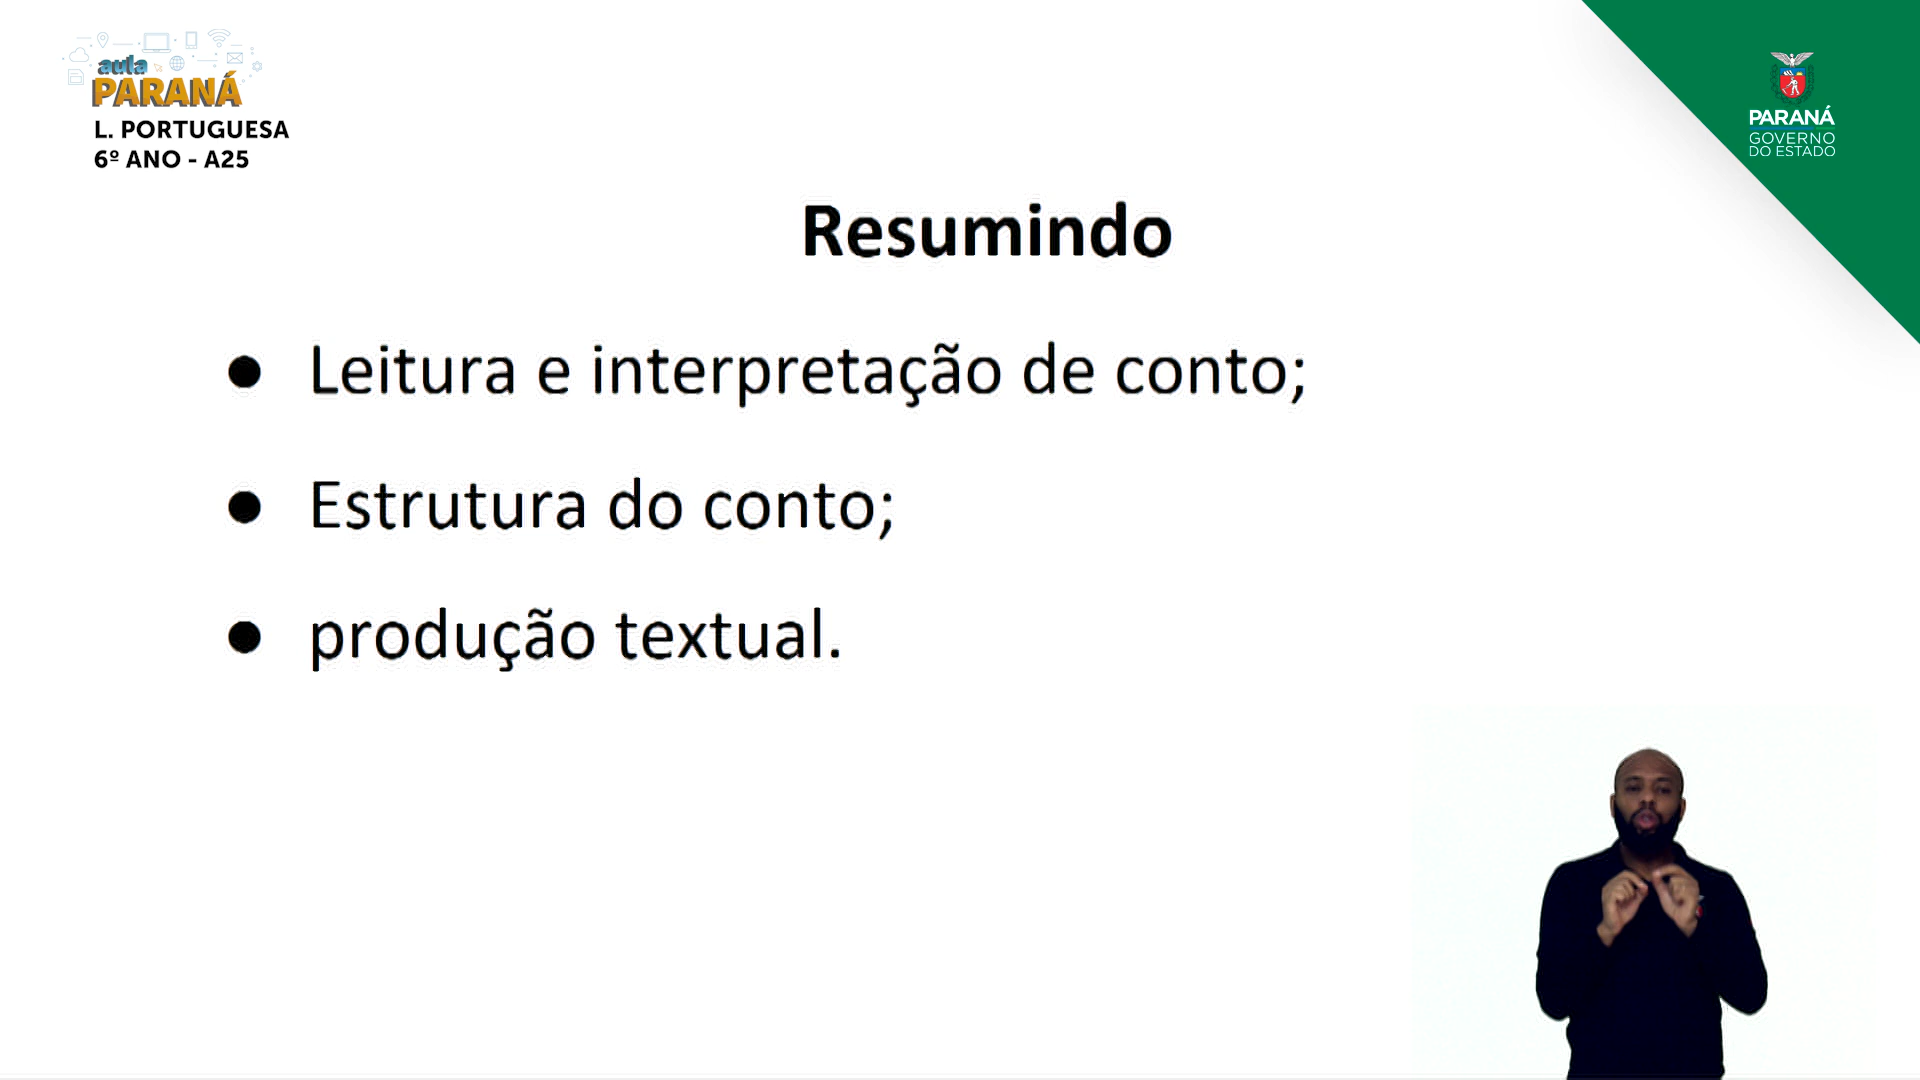 aula
PARANÁ
L. PORTUGUESA
6º ANO - A25
PARANÁ
GOVERNO
DO ESTADO
Resumindo
● Leitura e interpretação de conto;
● Estrutura do conto;
● produção textual.